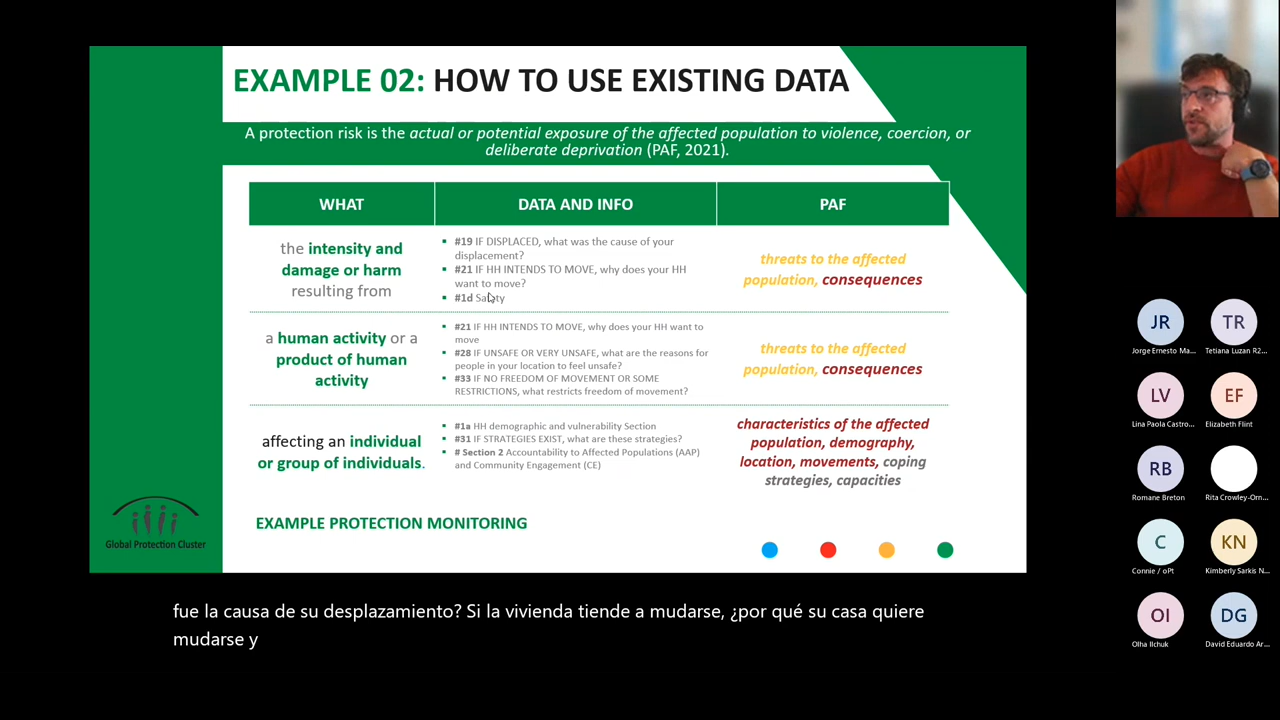 EXAMPLE 02: HOW TO USE EXISTING DATA
A protection risk is the actual or potential exposure of the affected population to violence, coercion, or
deliberate deprivation (PAF, 2021).
WHAT
DATA AND INFO
PAF
the intensity and
damage or harm
resulting from
#19 IF DISPLACED, what was the cause of your
displacement?
#21 IF HH INTENDS TO MOVE, why does your HH
want to move?
#1d Safety
threats to the affected
population, consequences
a human activity or a
product of human
activity
#21 IF HH INTENDS TO MOVE, why does your HH want to
move
#28 IF UNSAFE OR VERY UNSAFE, what are the reasons for
people in your location to feel unsafe?
#33 IF NO FREEDOM OF MOVEMENT OR SOME
RESTRICTIONS, what restricts freedom of movement?
threats to the affected
population, consequences
affecting an individual
or group of individuals.
#1a HH demographic and vulnerability Section
#31 IF STRATEGIES EXIST, what are these strategies?
# Section 2 Accountability to Affected Populations (AAP)
and Community Engagement (CE)
characteristics of the affected
population, demography,
location, movements, coping
strategies, capacities
EXAMPLE PROTECTION MONITORING
Global Protection Cluster
fue la causa de su desplazamiento? Si la vivienda tiende a mudarse, ¿por qué su casa quiere
mudarse y
JR
TR
Jorge Ernesto Ma...
Tetiana Luzan R2...
LV
EF
Lina Paola Castro...
Elizabeth Flint
RB
Romane Breton
Rita Crowley-Orn...
C
KN
Connie / oPt
Kimberly Sarkis N...
OI
DG
Olha Ilchuk
David Eduardo Ar...